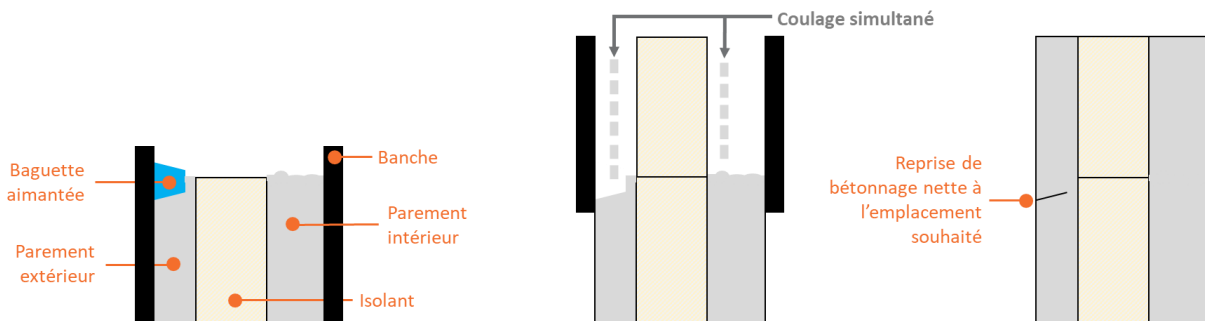 Coulage simultané
Baguette
aimantée
Banche
Parement
intérieur
Parement
extérieur
Isolant
Reprise de
bétonnage nette à
l'emplacement
souhaité